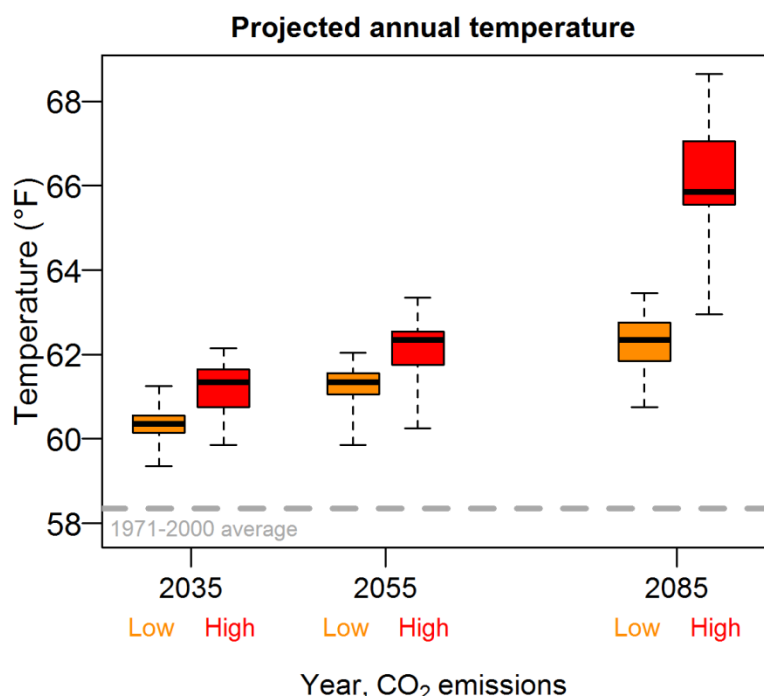 Projected annual temperature
Temperature (°F)
68
66
64
62
60
58
1971-2000 average
2035
2055
2085
Low
High
Low
High
Low
High
Year, CO₂ emissions